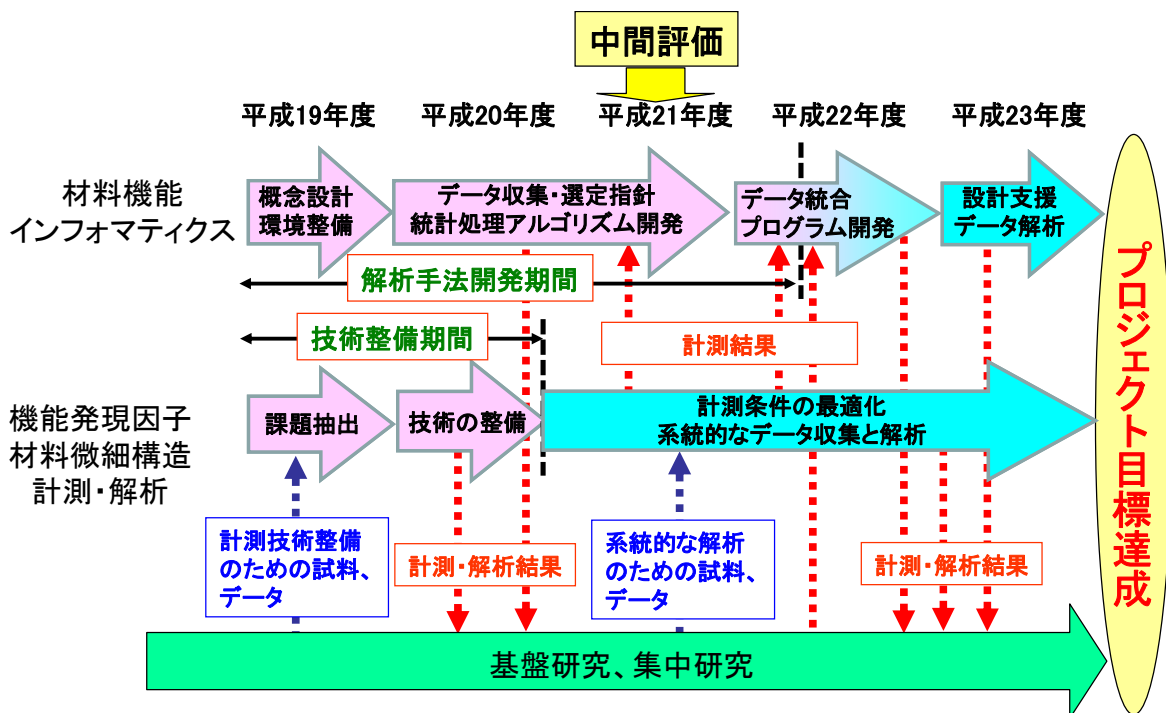 中間評価
平成19年度
平成20年度
平成21年度
平成22年度
平成23年度
材料機能
インフォマティクス
概念設計
環境整備
データ収集・選定指針
統計処理アルゴリズム開発
データ統合
プログラム開発
設計支援
データ解析
解析手法開発期間
技術整備期間
計測結果
機能発現因子
材料微細構造
計測・解析
課題抽出
技術の整備
計測条件の最適化
系統的なデータ収集と解析
計測技術整備
のための試料、
データ
計測・解析結果
系統的な解析
のための試料、
データ
計測・解析結果
基盤研究、集中研究
プロジェクト目標達成